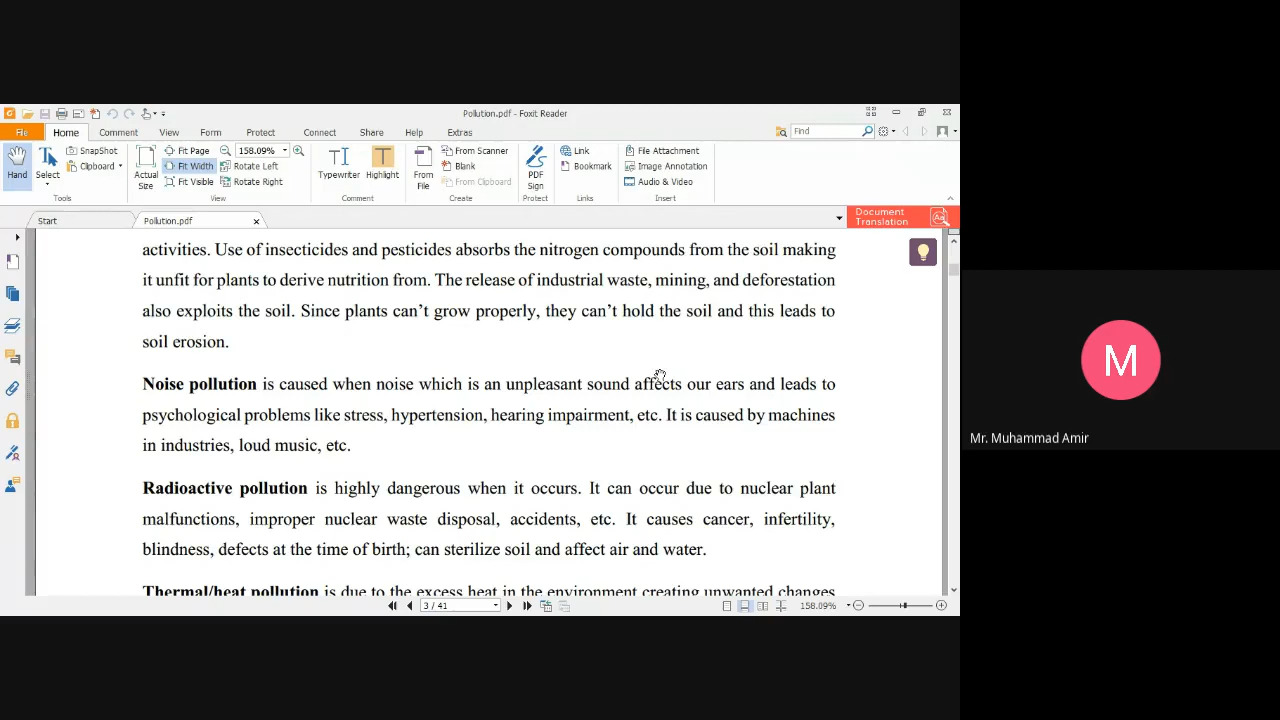 Pollution.pdf - Foxit Reader
File Home Comment View Form Protect Connect Share Help Extras Find
Hand Select SnapShot Clipboard Tools
Actual Size Fit Page Fit Width Fit Visible 158.09% Rotate Left Rotate Right View
Typewriter Highlight Comment
From File From Scanner Blank From Clipboard Create
PDF Sign Protect
Link Bookmark Links
File Attachment Image Annotation Audio & Video Insert
Start Pollution.pdf
Document Translation
activities. Use of insecticides and pesticides absorbs the nitrogen compounds from the soil making
it unfit for plants to derive nutrition from. The release of industrial waste, mining, and deforestation
also exploits the soil. Since plants can’t grow properly, they can’t hold the soil and this leads to
soil erosion.
Noise pollution is caused when noise which is an unpleasant sound affects our ears and leads to
psychological problems like stress, hypertension, hearing impairment, etc. It is caused by machines
in industries, loud music, etc.
Radioactive pollution is highly dangerous when it occurs. It can occur due to nuclear plant
malfunctions, improper nuclear waste disposal, accidents, etc. It causes cancer, infertility,
blindness, defects at the time of birth; can sterilize soil and affect air and water.
Thermal/heat pollution is due to the excess heat in the environment creating unwanted changes
3 / 41 158.09%
M
Mr. Muhammad Amir